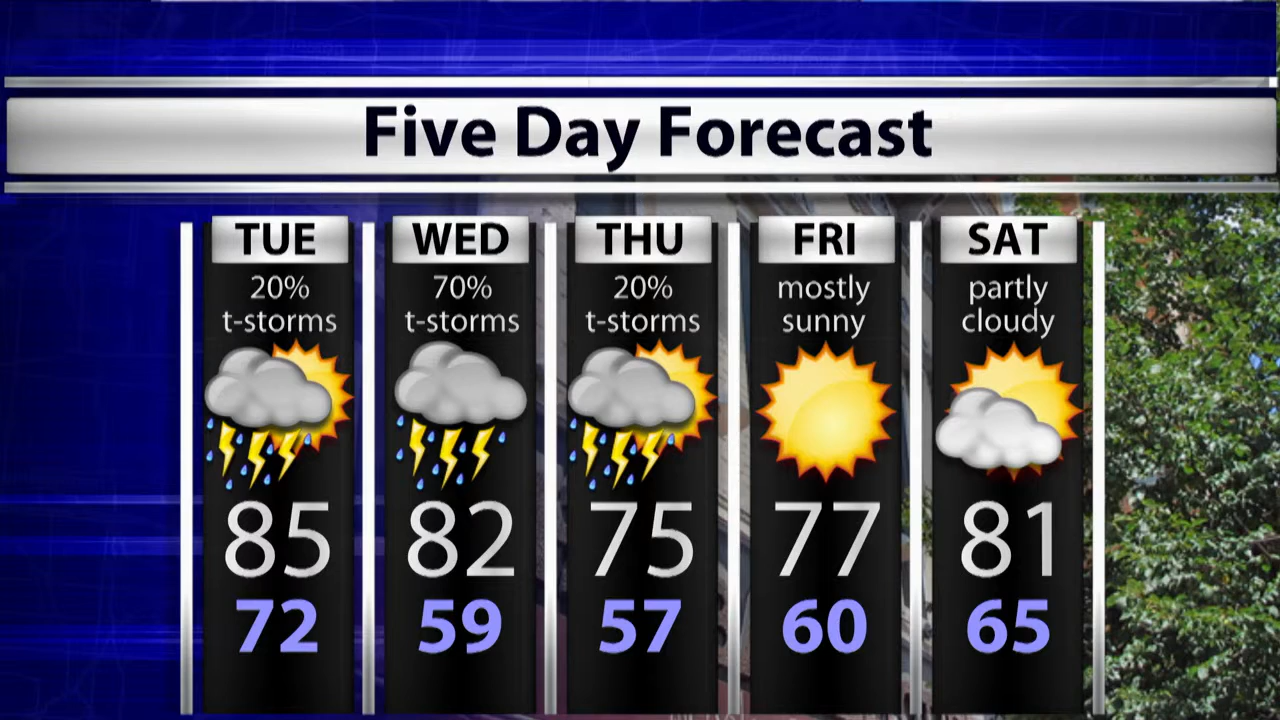 Five Day Forecast
TUE
20%
t-storms
85
72
WED
70%
t-storms
82
59
THU
20%
t-storms
75
57
FRI
mostly
sunny
77
60
SAT
partly
cloudy
81
65